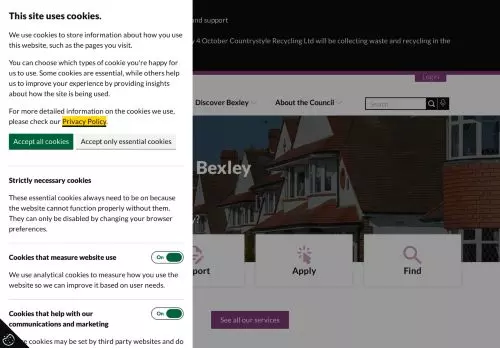 This site uses cookies.
We use cookies to store information about how you use this website, such as the pages you visit.
You can choose which types of cookie you're happy for us to use. Some cookies are essential, while others help us to improve your experience by providing insights about how the site is being used.
For more detailed information on the cookies we use, please check our Privacy Policy.
Accept all cookies
Accept only essential cookies
Strictly necessary cookies
These essential cookies always need to be on because the website cannot function properly without them. They can only be disabled by changing your browser preferences.
Cookies that measure website use
On
We use analytical cookies to measure how you use the website so we can improve it based on user needs.
Cookies that help with our communications and marketing
On
cookies may be set by third party websites and do
and support
4 October Countrystyle Recycling Ltd will be collecting waste and recycling in the
Login
Discover Bexley
About the Council
Search
Bexley
Apply
Find
See all our services